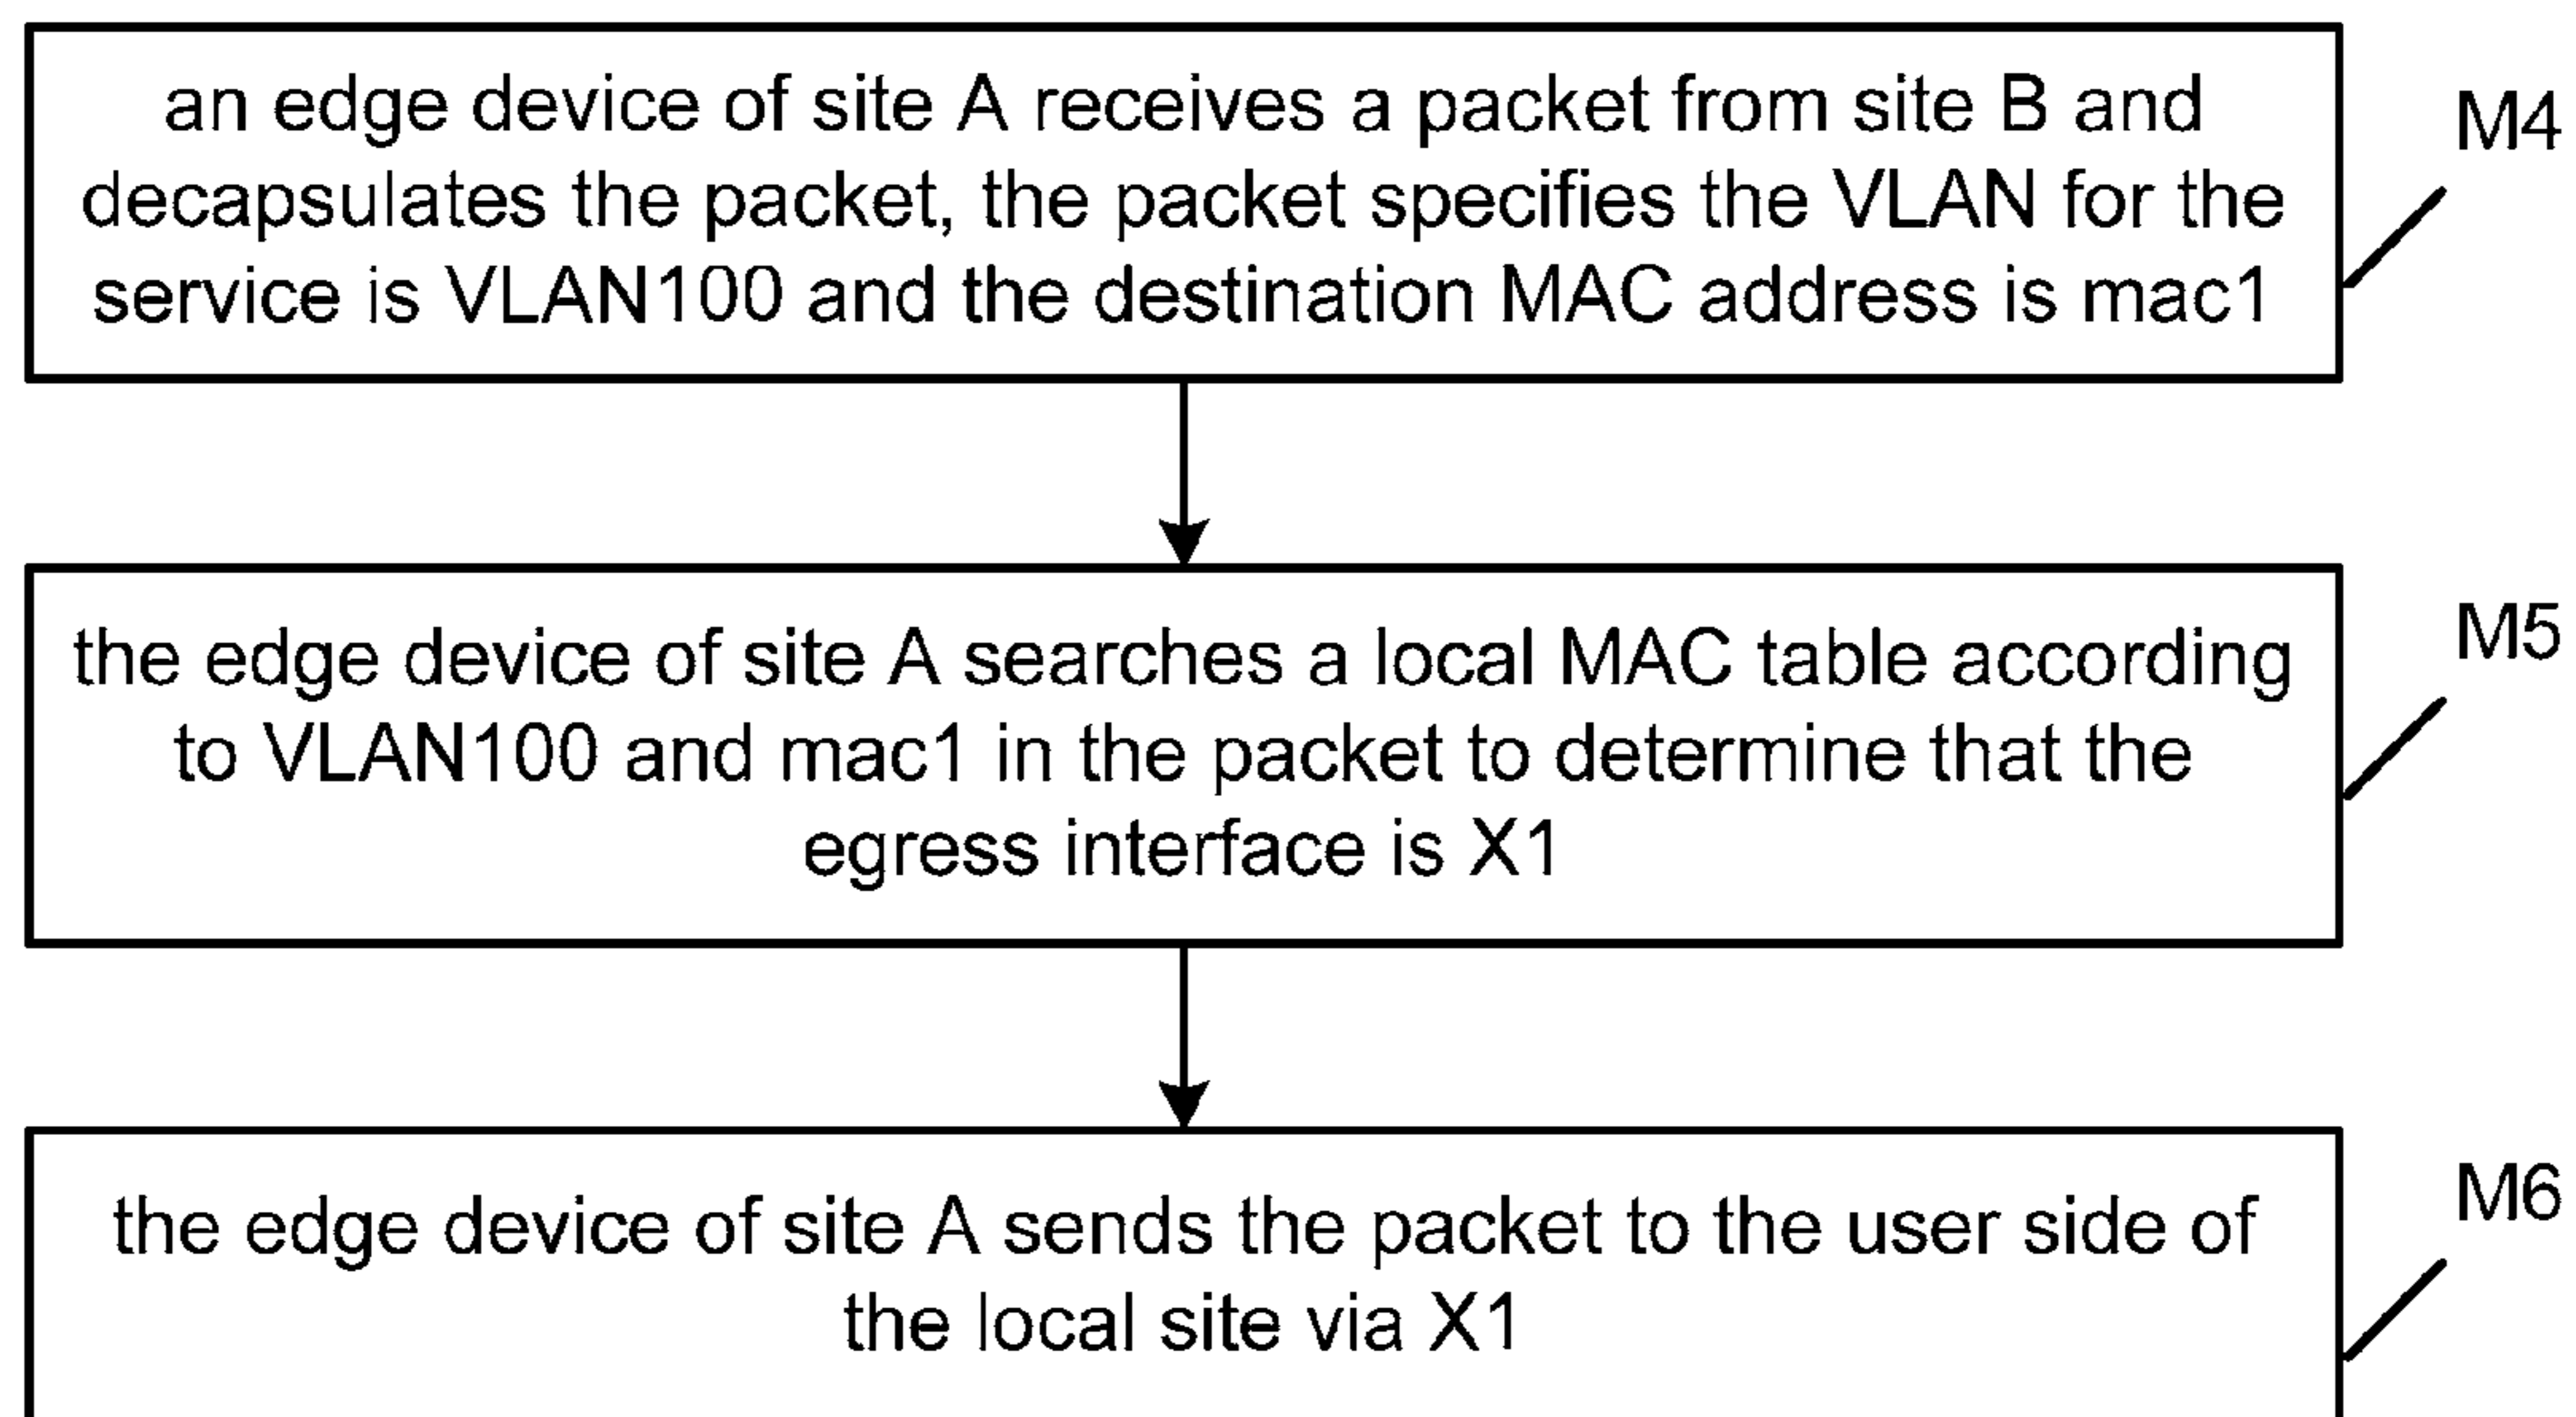 an edge device of site A receives a packet from site B and
decapsulates the packet, the packet specifies the VLAN for the
service is VLAN100 and the destination MAC address is mac1
M4
the edge device of site A searches a local MAC table according
to VLAN100 and mac1 in the packet to determine that the
egress interface is X1
M5
the edge device of site A sends the packet to the user side of
the local site via X1
M6